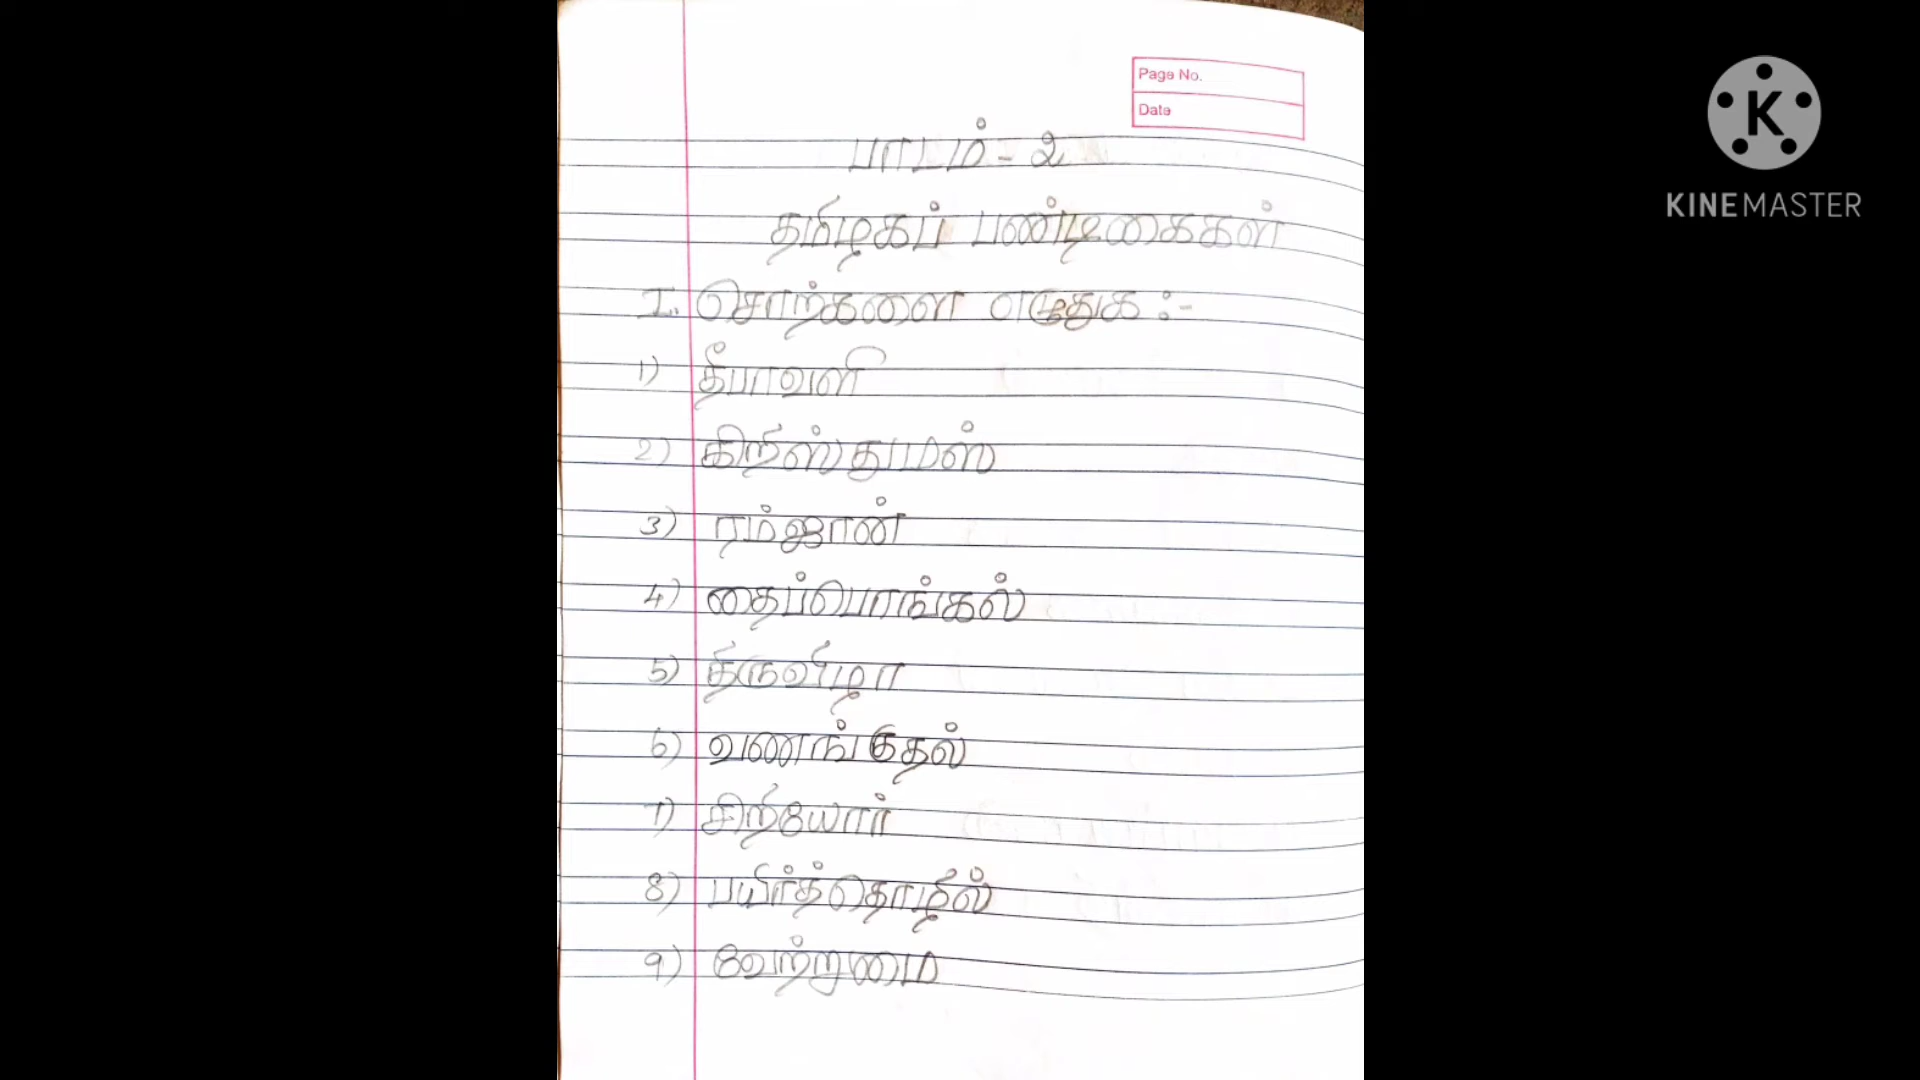 Page No.
Date
பாடம் - 2
தமிழகப் பண்டிகைகள்
I. சொற்களை எழுதுக :-
1) தீபாவளி
2) கிறிஸ்துமஸ்
3) ரம்ஜான்
4) தைப்பொங்கல்
5) திருவிழா
6) வணங்குதல்
7) சிறியோர்
8) பயிர்த்தொழில்
9) வேற்றுமை
KINEMASTER